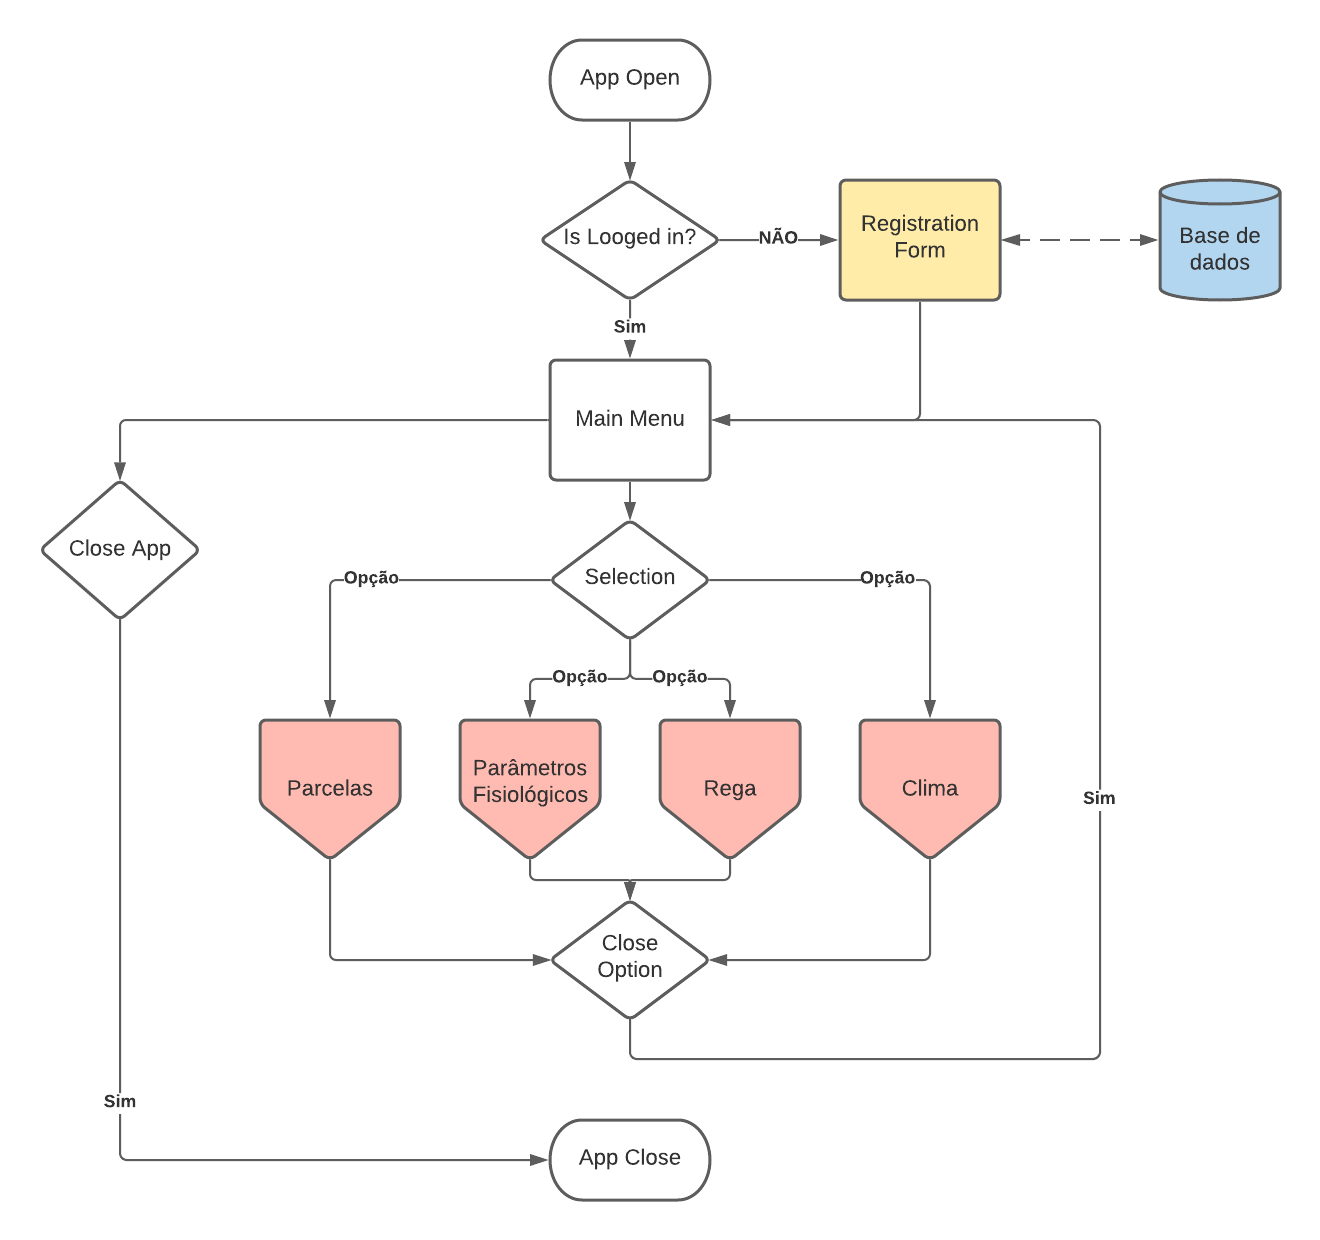 App Open
Is Looged in?
NÃO
Registration
Form
Base de
dados
Sim
Main Menu
Close App
Selection
Opção
Opção
Opção
Opção
Parcelas
Parâmetros
Fisiológicos
Rega
Clima
Sim
Close
Option
Sim
App Close